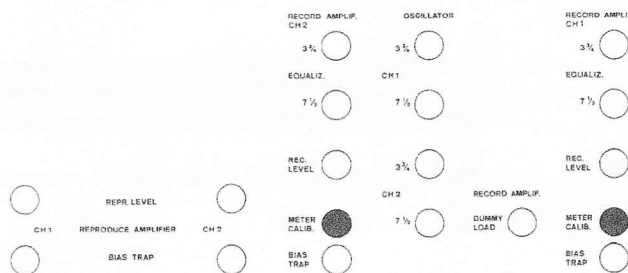 RECORD AMPLIF.
CH 2
OSCILLATOR
RECORD AMPLIF.
CH 1
3 ¾
3 ¾
3 ¾
EQUALIZ.
CH 1
EQUALIZ.
7 ½
7 ½
7 ½
REC.
LEVEL
3 ¾
REC.
LEVEL
REPR. LEVEL
CH 2
RECORD AMPLIF.
CH 1
REPRODUCE AMPLIFIER
CH 2
METER
CALIB.
7 ½
DUMMY
LOAD
METER
CALIB.
BIAS TRAP
BIAS
TRAP
BIAS
TRAP